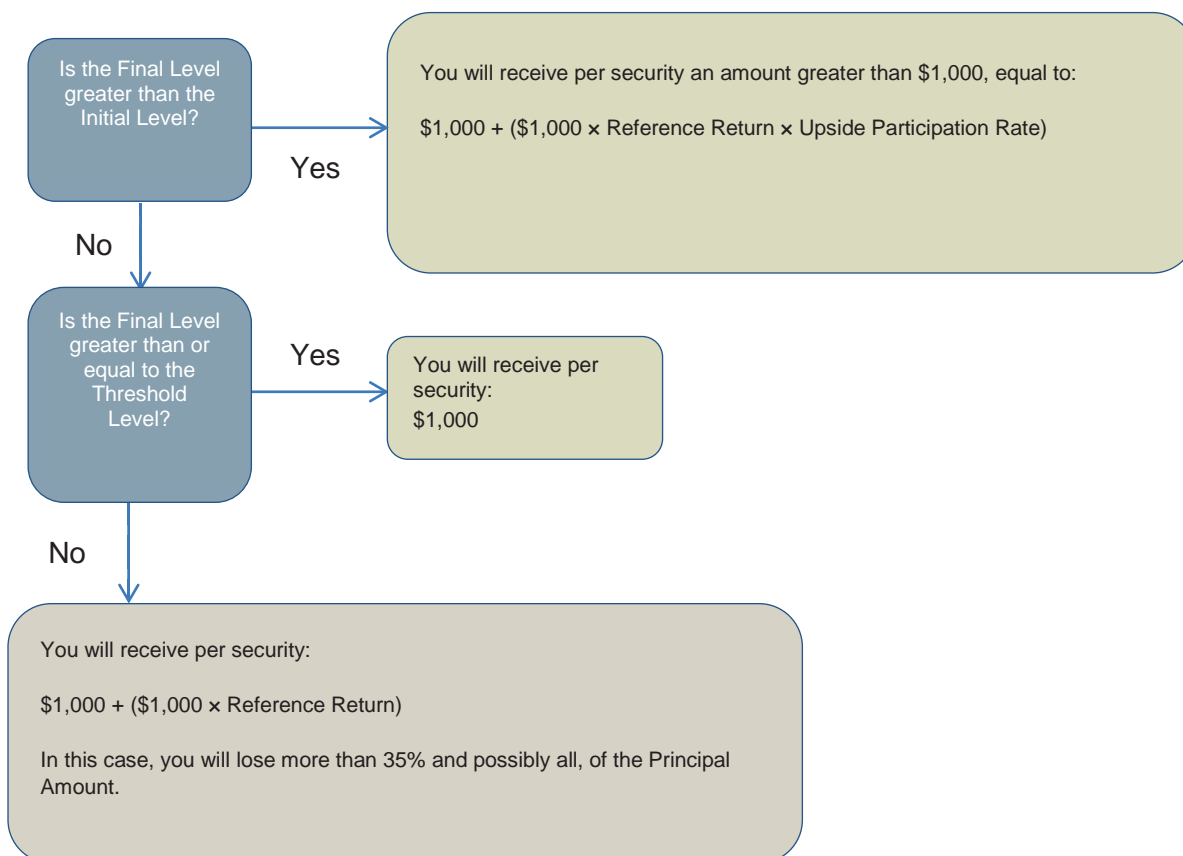 Is the Final Level
greater than the
Initial Level?
You will receive per security an amount greater than $1,000, equal to:
$1,000 + ($1,000 × Reference Return × Upside Participation Rate)
Yes
No
Is the Final Level
greater than or
equal to the
Threshold
Level?
Yes
You will receive per
security:
$1,000
No
You will receive per security:
$1,000 + ($1,000 × Reference Return)
In this case, you will lose more than 35% and possibly all, of the Principal
Amount.